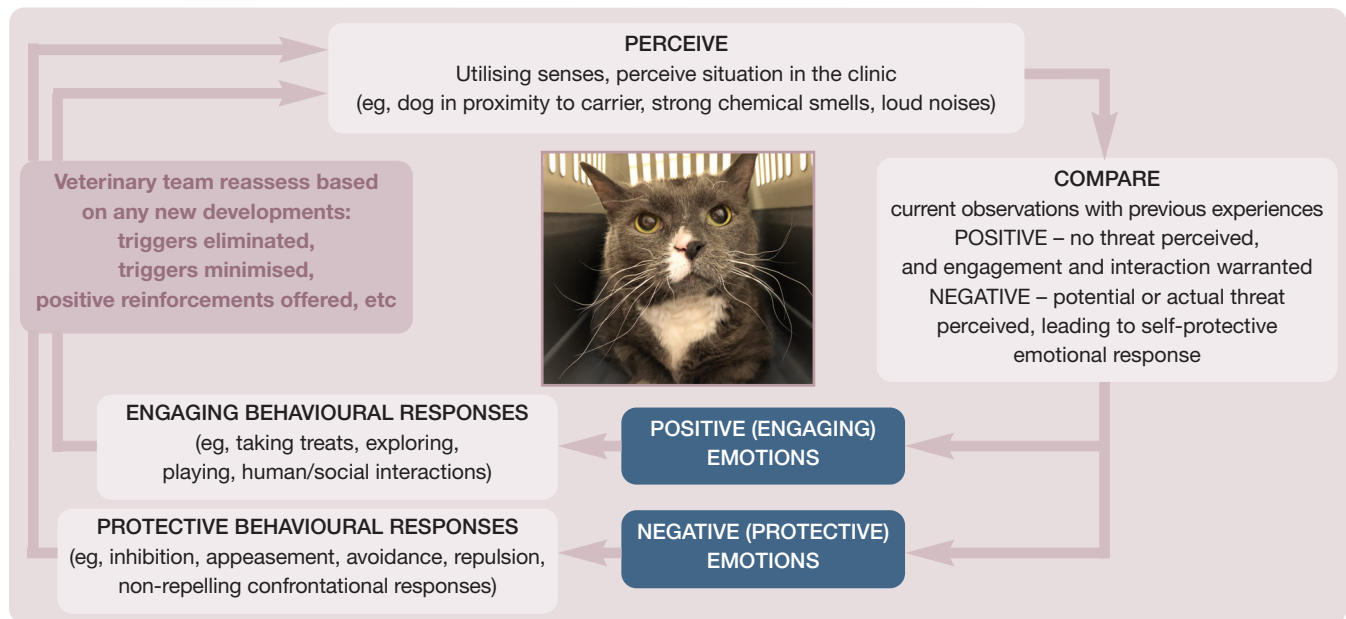 PERCEIVE
Utilising senses, perceive situation in the clinic
(eg, dog in proximity to carrier, strong chemical smells, loud noises)
COMPARE
current observations with previous experiences
POSITIVE – no threat perceived,
and engagement and interaction warranted
NEGATIVE – potential or actual threat
perceived, leading to self-protective
emotional response
POSITIVE (ENGAGING)
EMOTIONS
NEGATIVE (PROTECTIVE)
EMOTIONS
ENGAGING BEHAVIOURAL RESPONSES
(eg, taking treats, exploring,
playing, human/social interactions)
PROTECTIVE BEHAVIOURAL RESPONSES
(eg, inhibition, appeasement, avoidance, repulsion,
non-repelling confrontational responses)
Veterinary team reassess based
on any new developments:
triggers eliminated,
triggers minimised,
positive reinforcements offered, etc